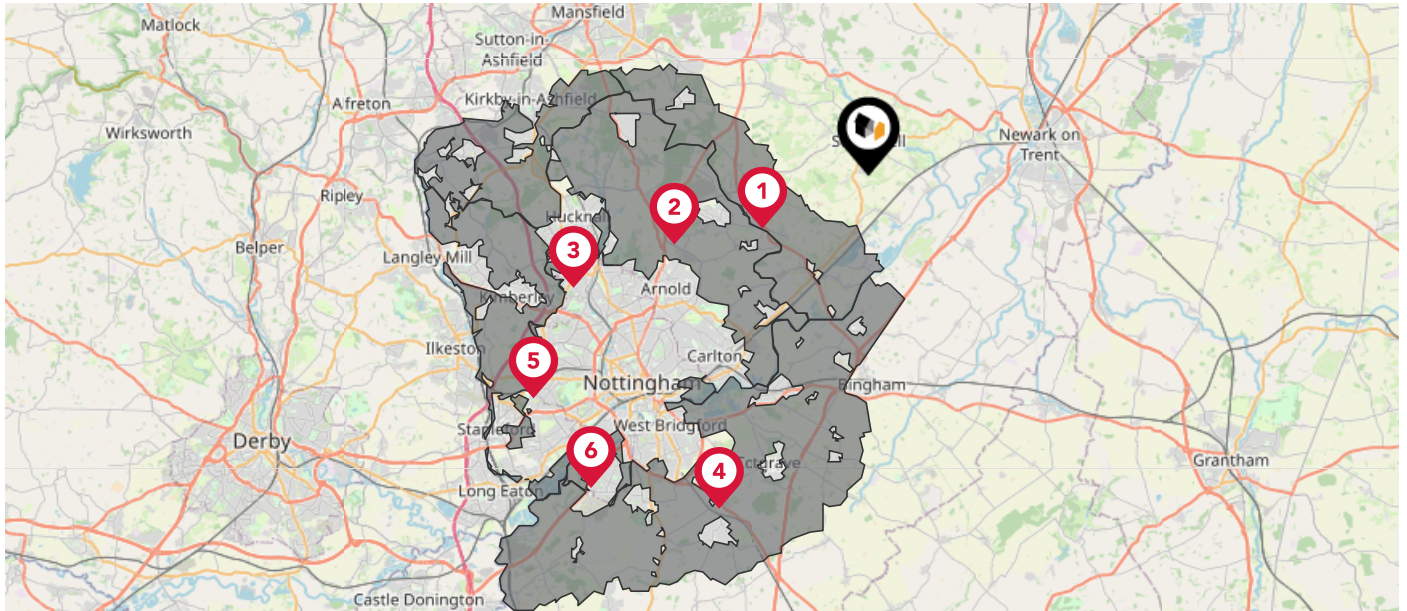 Mansfield
Matlock
Sutton-in-
Ashfield
Kirkby-in-Ashfield
Afreton
Wirksworth
Newark on
Trent
Ripley
1
2
Hucknall
3
Belper
Langley Mill
Kimberley
Arnold
Ilkeston
5
Carlton
Nottingham
Bingham
West Bridgford
Stapleford
Derby
6
4
Grantham
Long Eaton
Castle Donington